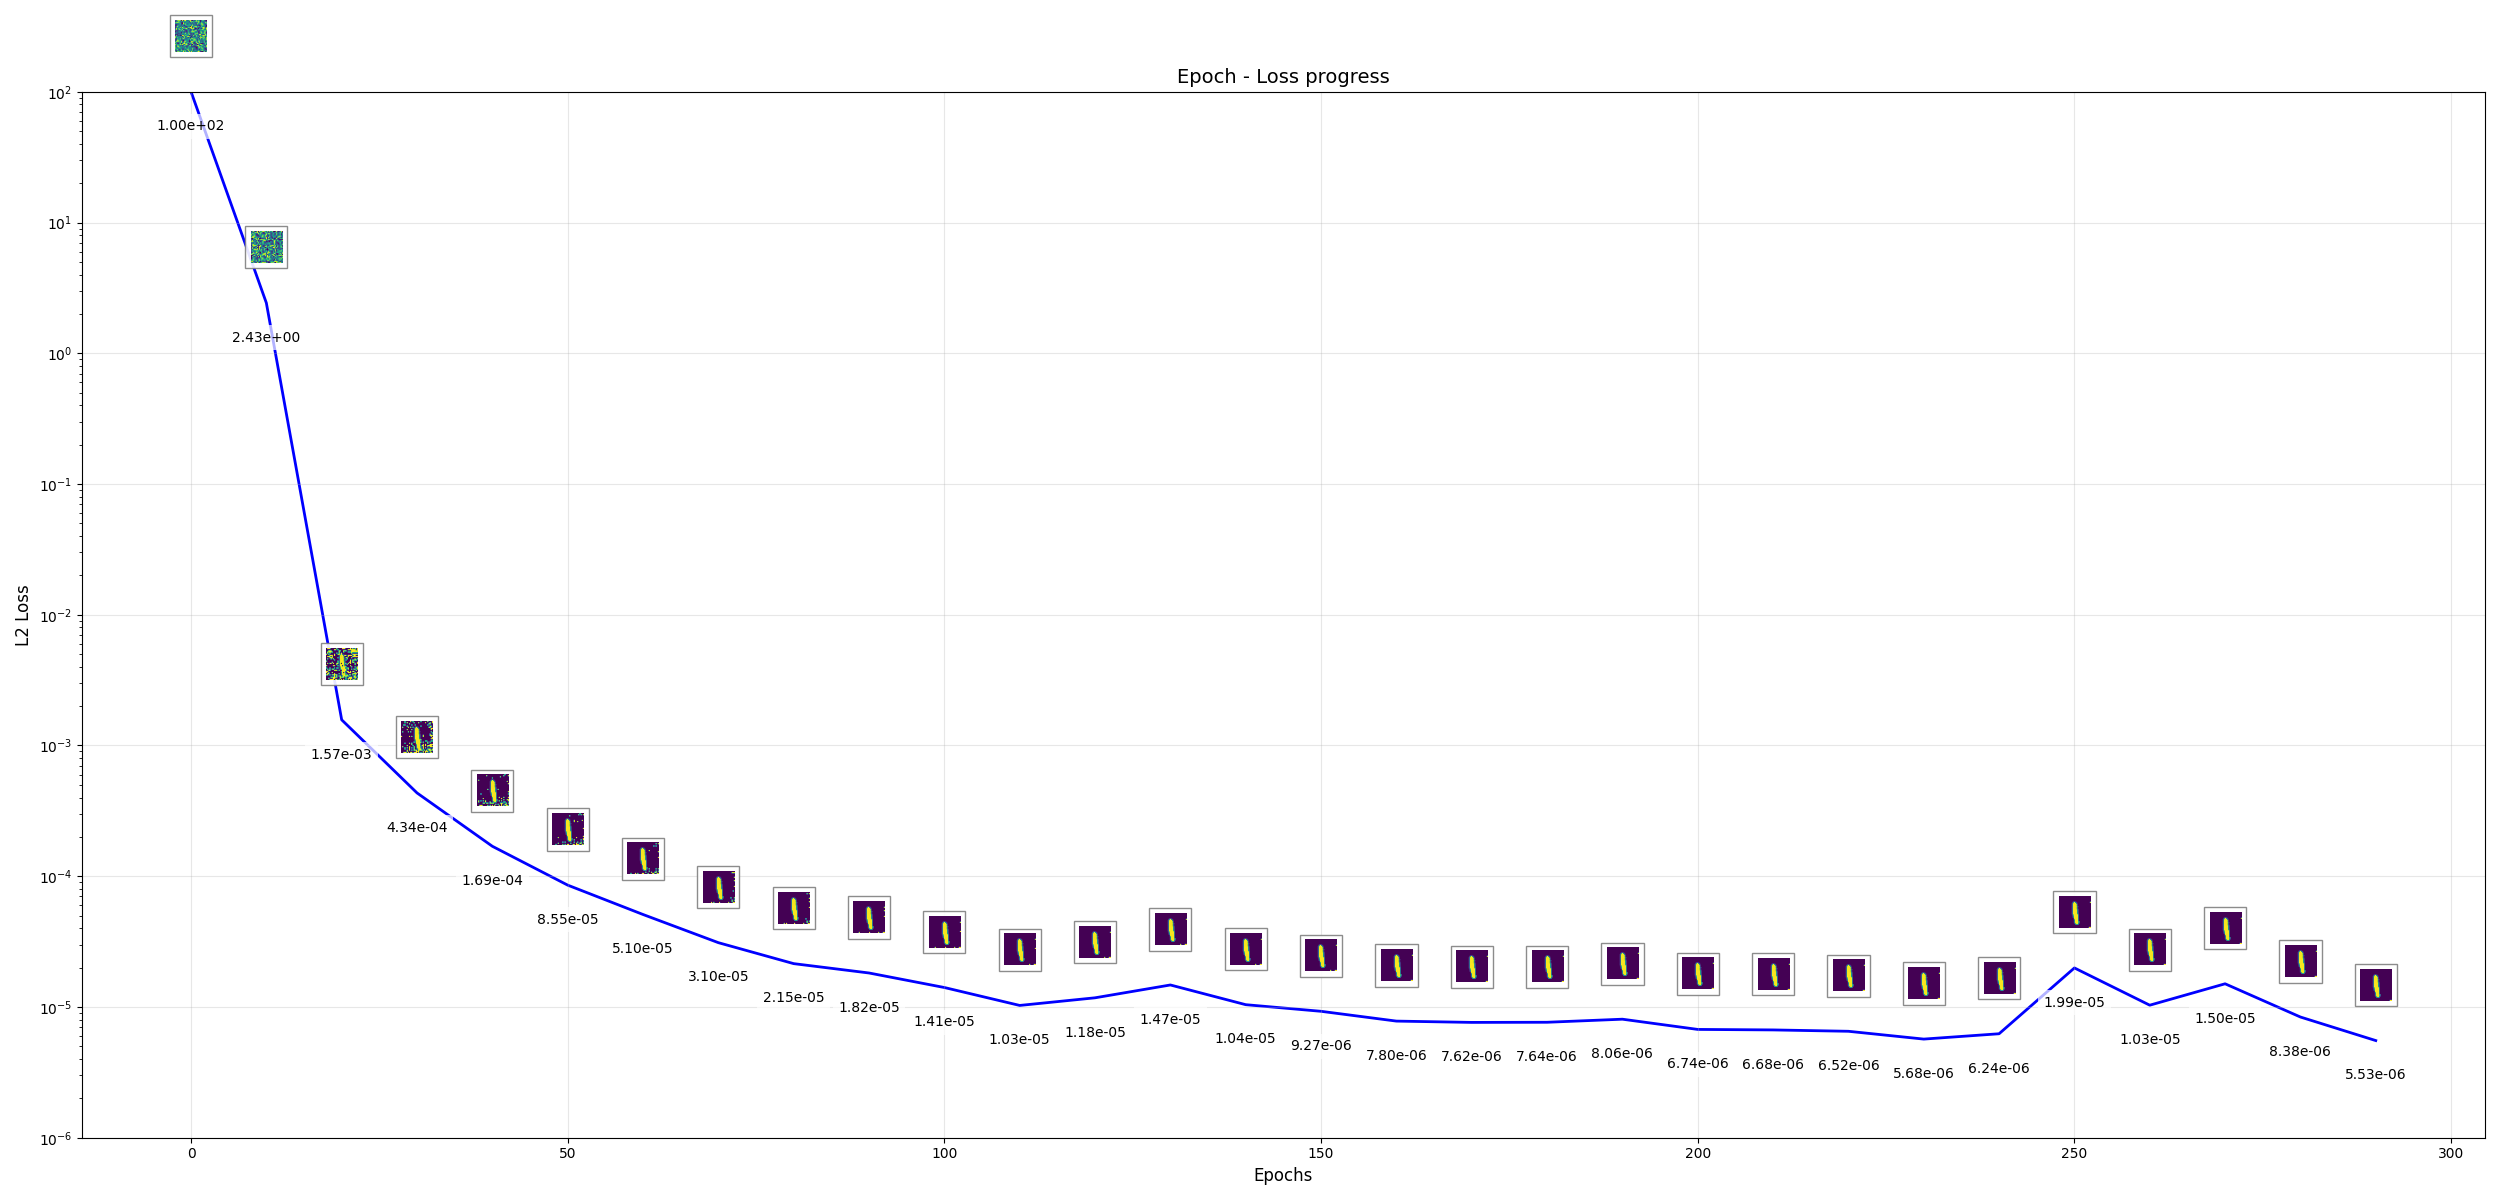 Epoch - Loss progress
10²
10¹
10⁰
10⁻¹
10⁻²
10⁻³
10⁻⁴
10⁻⁵
10⁻⁶
L2 Loss
1.00e+02
2.43e+00
1.57e-03
4.34e-04
1.69e-04
8.55e-05
5.10e-05
3.10e-05
2.15e-05
1.82e-05
1.41e-05
1.03e-05
1.18e-05
1.47e-05
1.04e-05
9.27e-06
7.80e-06
7.62e-06
7.64e-06
8.06e-06
6.74e-06
6.68e-06
6.52e-06
5.68e-06
6.24e-06
1.99e-05
1.03e-05
1.50e-05
8.38e-06
5.53e-06
0 50 100 150 200 250 300
Epochs